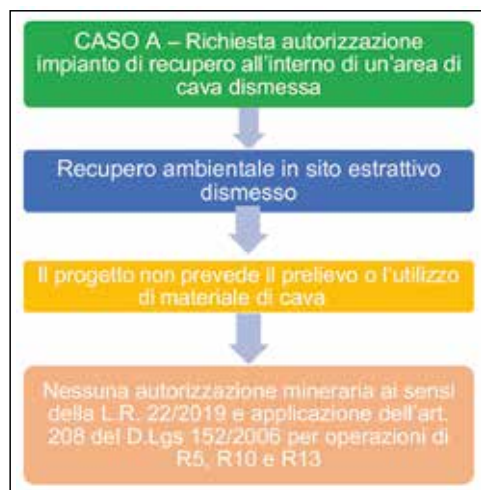 CASO A – Richiesta autorizzazione
impianto di recupero all'interno di un'area di
cava dismessa
Recupero ambientale in sito estrattivo
dismesso
Il progetto non prevede il prelievo o l'utilizzo
di materiale di cava
Nessuna autorizzazione mineraria ai sensi
della L.R. 22/2019 e applicazione dell'art.
208 del D.Lgs 152/2006 per operazioni di
R5, R10 e R13